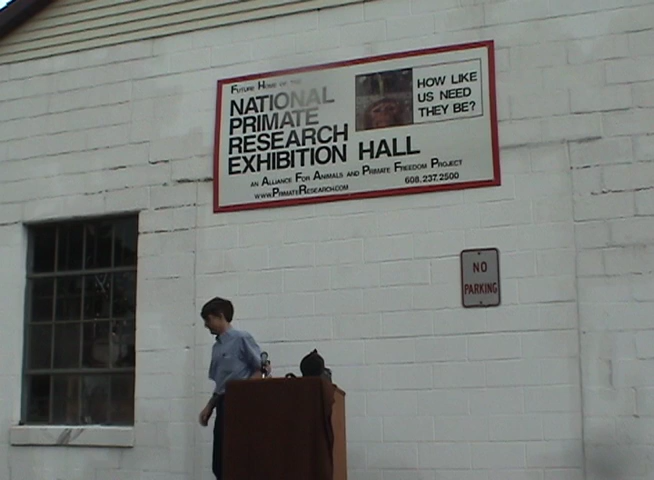 FUTURE HOME OF THE
NATIONAL
PRIMATE
RESEARCH
EXHIBITION HALL
HOW LIKE
US NEED
THEY BE?
AN ALLIANCE FOR ANIMALS AND PRIMATE FREEDOM PROJECT
WWW.PRIMATERESEARCH.COM
608.237.2500
NO
PARKING